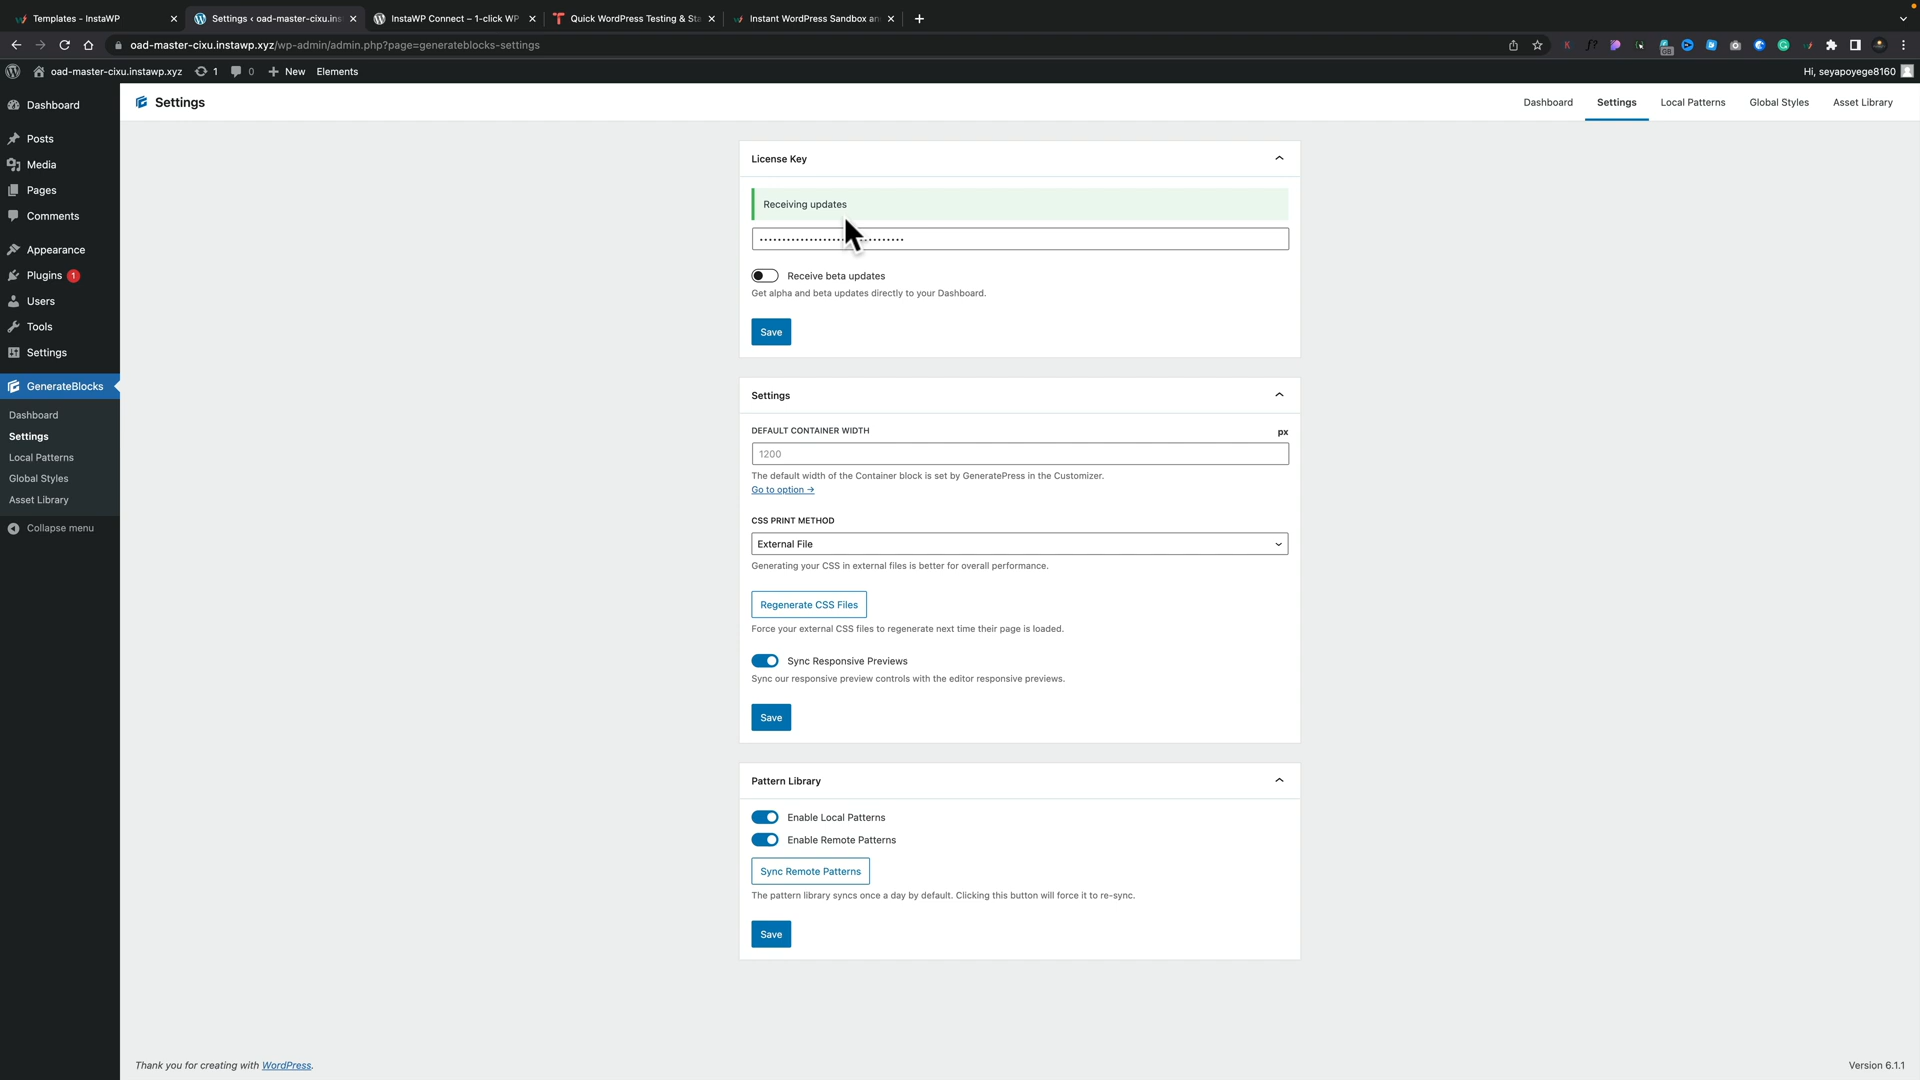 Templates - InstaWP
Settings ‹ oad-master-cixu.ins
InstaWP Connect – 1-click WP
Quick WordPress Testing & Sta
Instant WordPress Sandbox an
oad-master-cixu.instawp.xyz/wp-admin/admin.php?page=generateblocks-settings
oad-master-cixu.instawp.xyz
1
0
New
Elements
Hi, seyapoyege8160
Dashboard
Posts
Media
Pages
Comments
Appearance
Plugins 1
Users
Tools
Settings
GenerateBlocks
Dashboard
Settings
Local Patterns
Global Styles
Asset Library
Collapse menu
Settings
Dashboard
Settings
Local Patterns
Global Styles
Asset Library
License Key
Receiving updates
Receive beta updates
Get alpha and beta updates directly to your Dashboard.
Save
Settings
DEFAULT CONTAINER WIDTH
px
1200
The default width of the Container block is set by GeneratePress in the Customizer.
Go to option →
CSS PRINT METHOD
External File
Generating your CSS in external files is better for overall performance.
Regenerate CSS Files
Force your external CSS files to regenerate next time their page is loaded.
Sync Responsive Previews
Sync our responsive preview controls with the editor responsive previews.
Save
Pattern Library
Enable Local Patterns
Enable Remote Patterns
Sync Remote Patterns
The pattern library syncs once a day by default. Clicking this button will force it to re-sync.
Save
Thank you for creating with WordPress.
Version 6.1.1